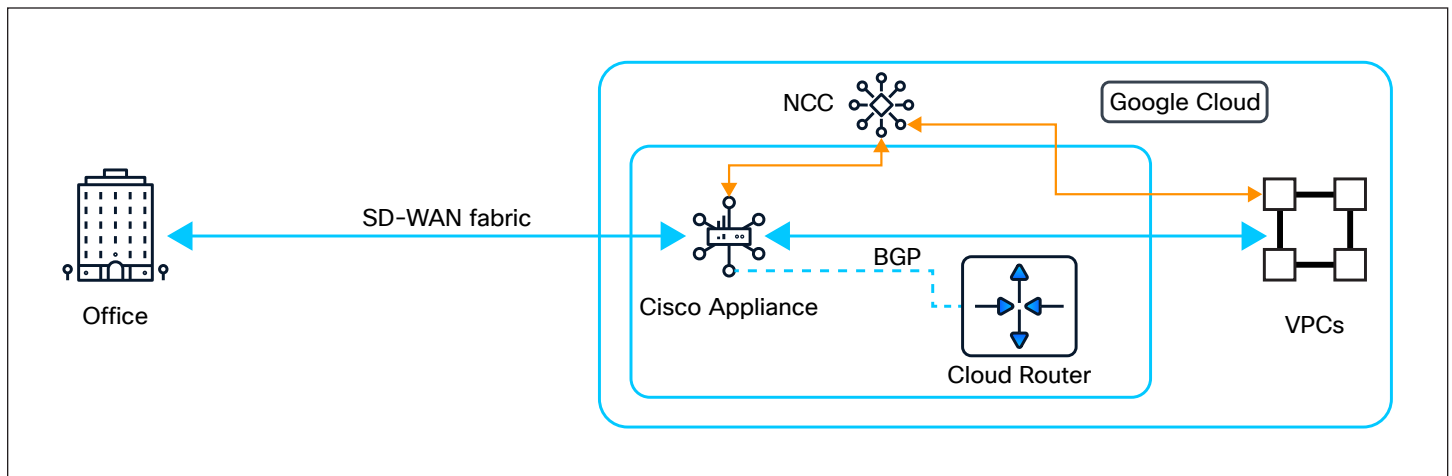 NCC
Google Cloud
SD-WAN fabric
BGP
Office
Cisco Appliance
VPCs
Cloud Router